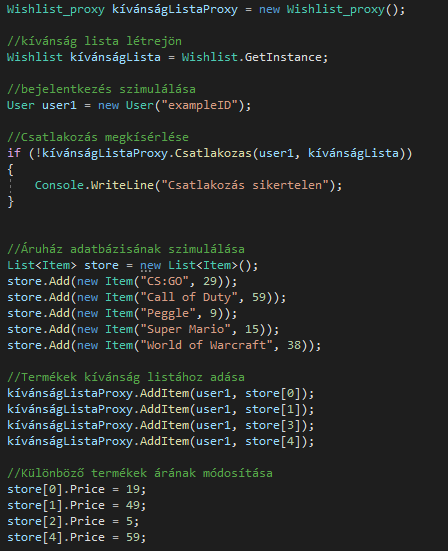 Wishlist_proxy kívánságListaProxy = new Wishlist_proxy();
//kívánság lista létrejön
Wishlist kívánságLista = Wishlist.GetInstance;
//bejelentkezés szimulálása
User user1 = new User("exampleID");
//Csatlakozás megkísérlése
if (!kívánságListaProxy.Csatlakozas(user1, kívánságLista))
{
Console.WriteLine("Csatlakozás sikertelen");
}
//Áruház adatbázisának szimulálása
List<Item> store = new List<Item>();
store.Add(new Item("CS:GO", 29));
store.Add(new Item("Call of Duty", 59));
store.Add(new Item("Peggle", 9));
store.Add(new Item("Super Mario", 15));
store.Add(new Item("World of Warcraft", 38));
//Termékek kívánság listához adása
kívánságListaProxy.AddItem(user1, store[0]);
kívánságListaProxy.AddItem(user1, store[1]);
kívánságListaProxy.AddItem(user1, store[3]);
kívánságListaProxy.AddItem(user1, store[4]);
//Különböző termékek árának módosítása
store[0].Price = 19;
store[1].Price = 49;
store[2].Price = 5;
store[4].Price = 59;